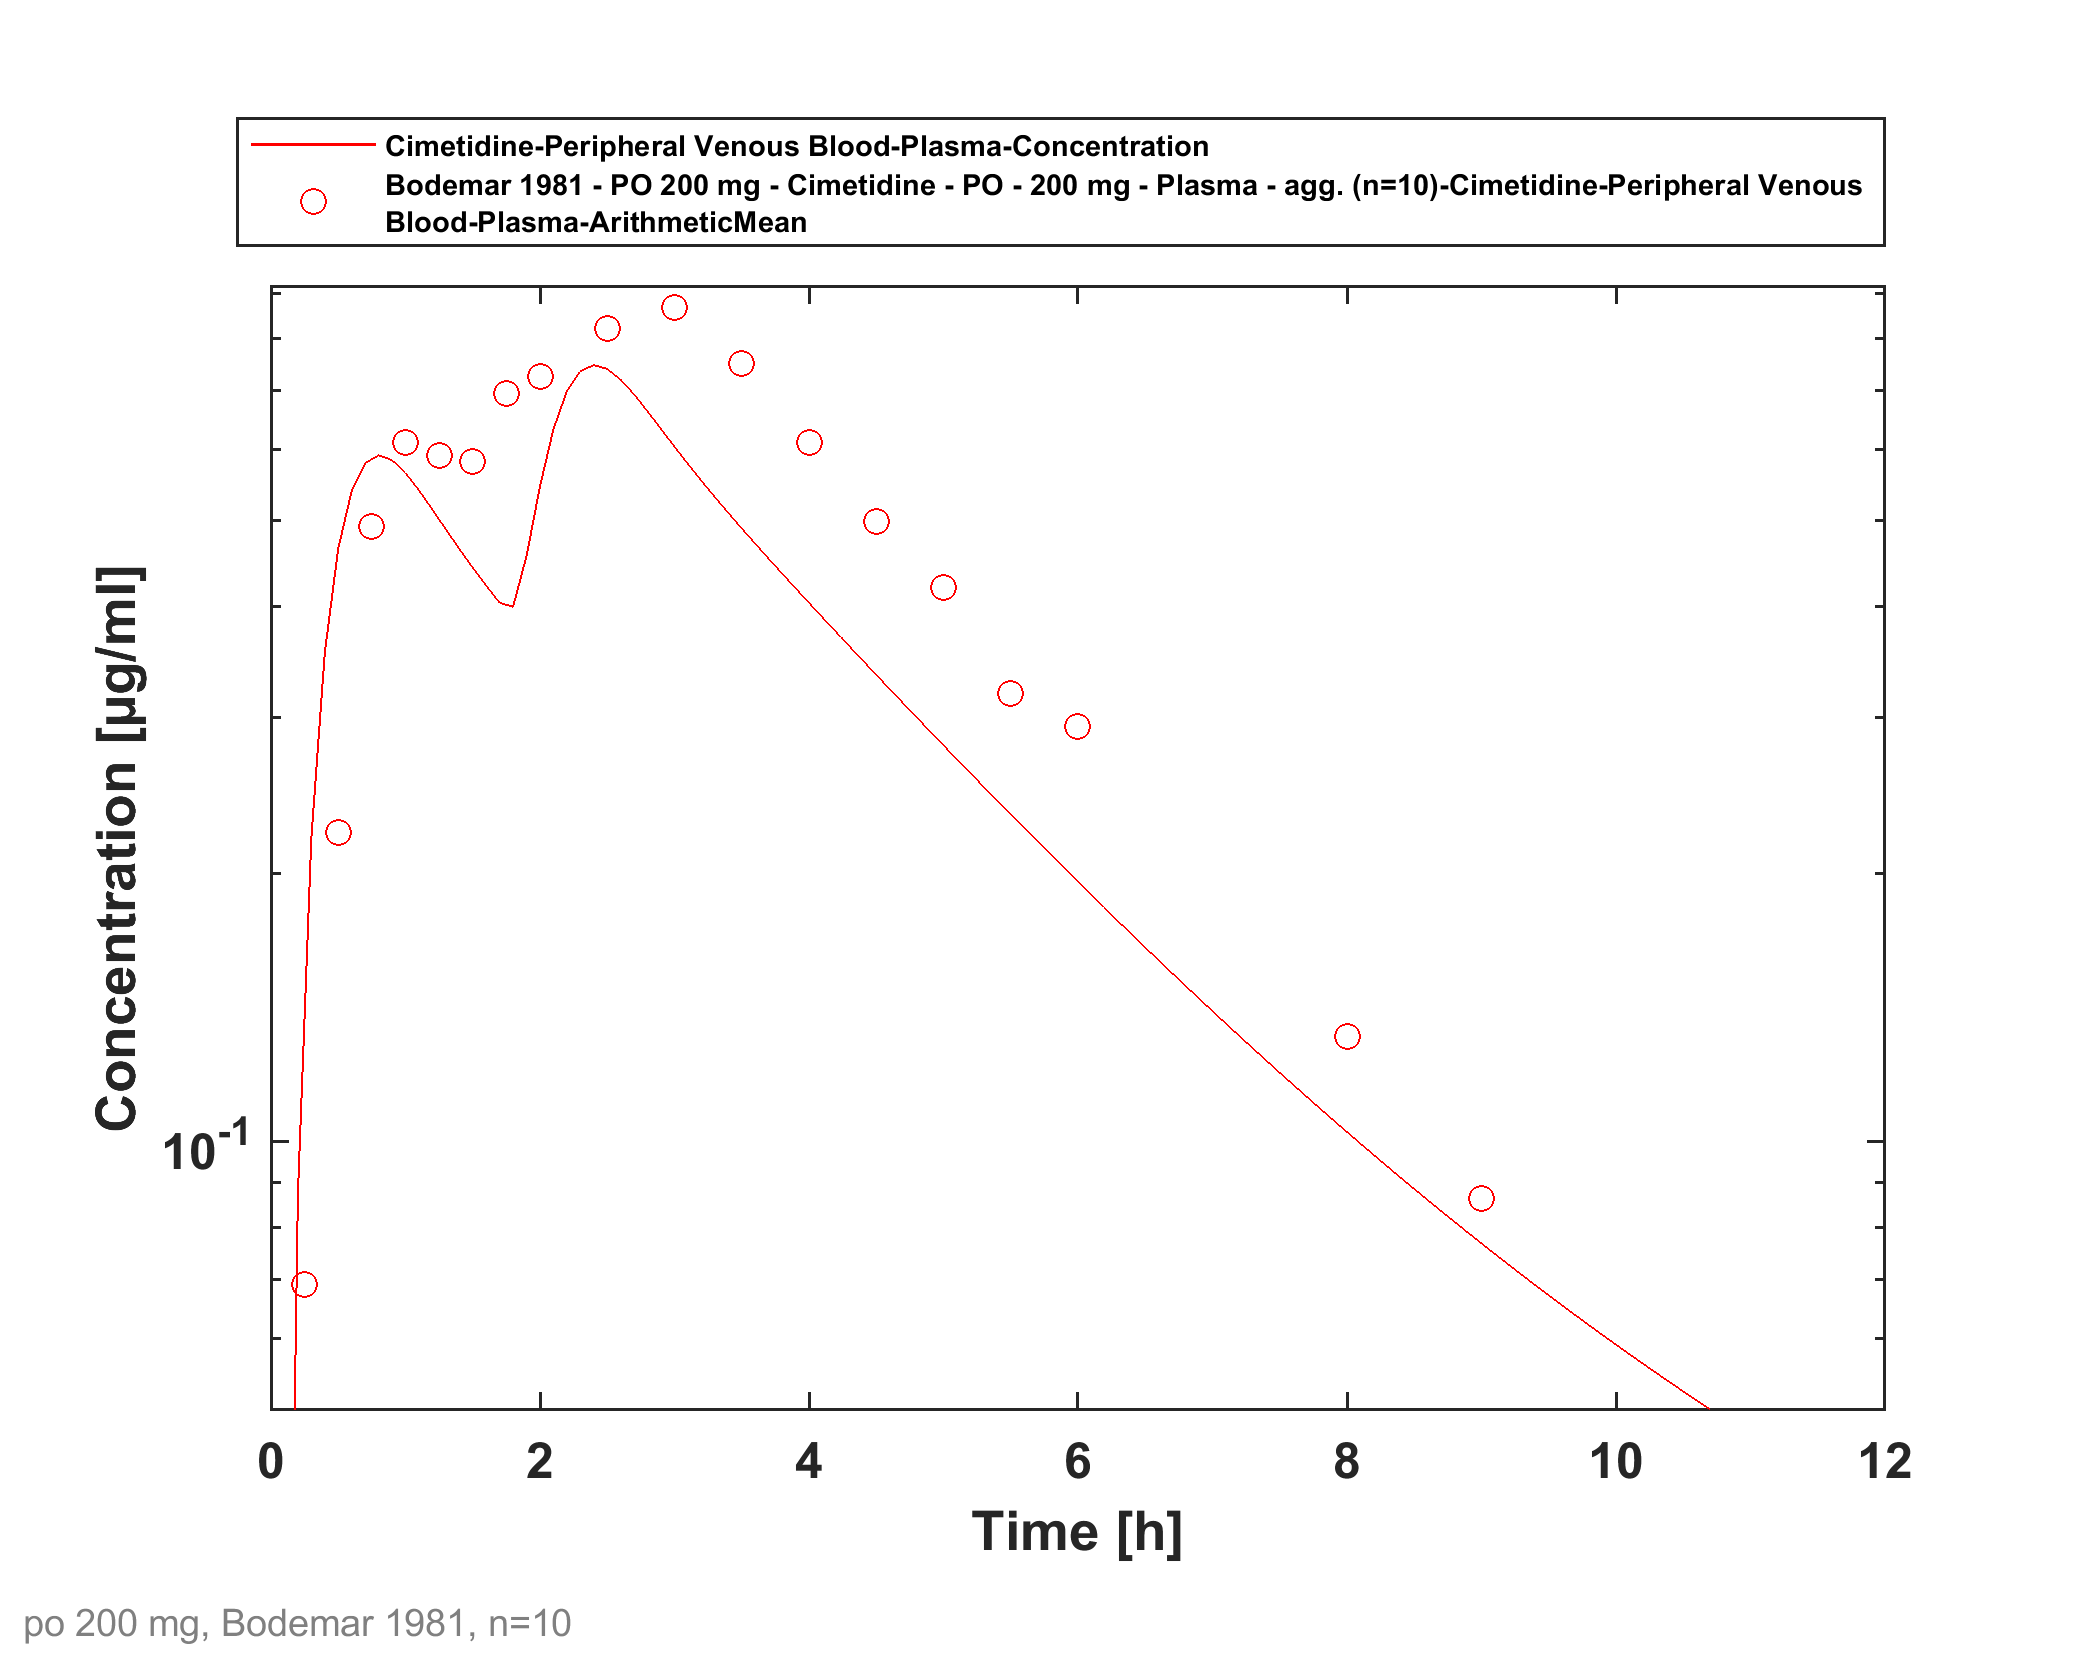 Cimetidine-Peripheral Venous Blood-Plasma-Concentration
Bodemar 1981 - PO 200 mg - Cimetidine - PO - 200 mg - Plasma - agg. (n=10)-Cimetidine-Peripheral Venous
Blood-Plasma-ArithmeticMean
Concentration [µg/ml]
10-1
0 2 4 6 8 10 12
Time [h]
po 200 mg, Bodemar 1981, n=10